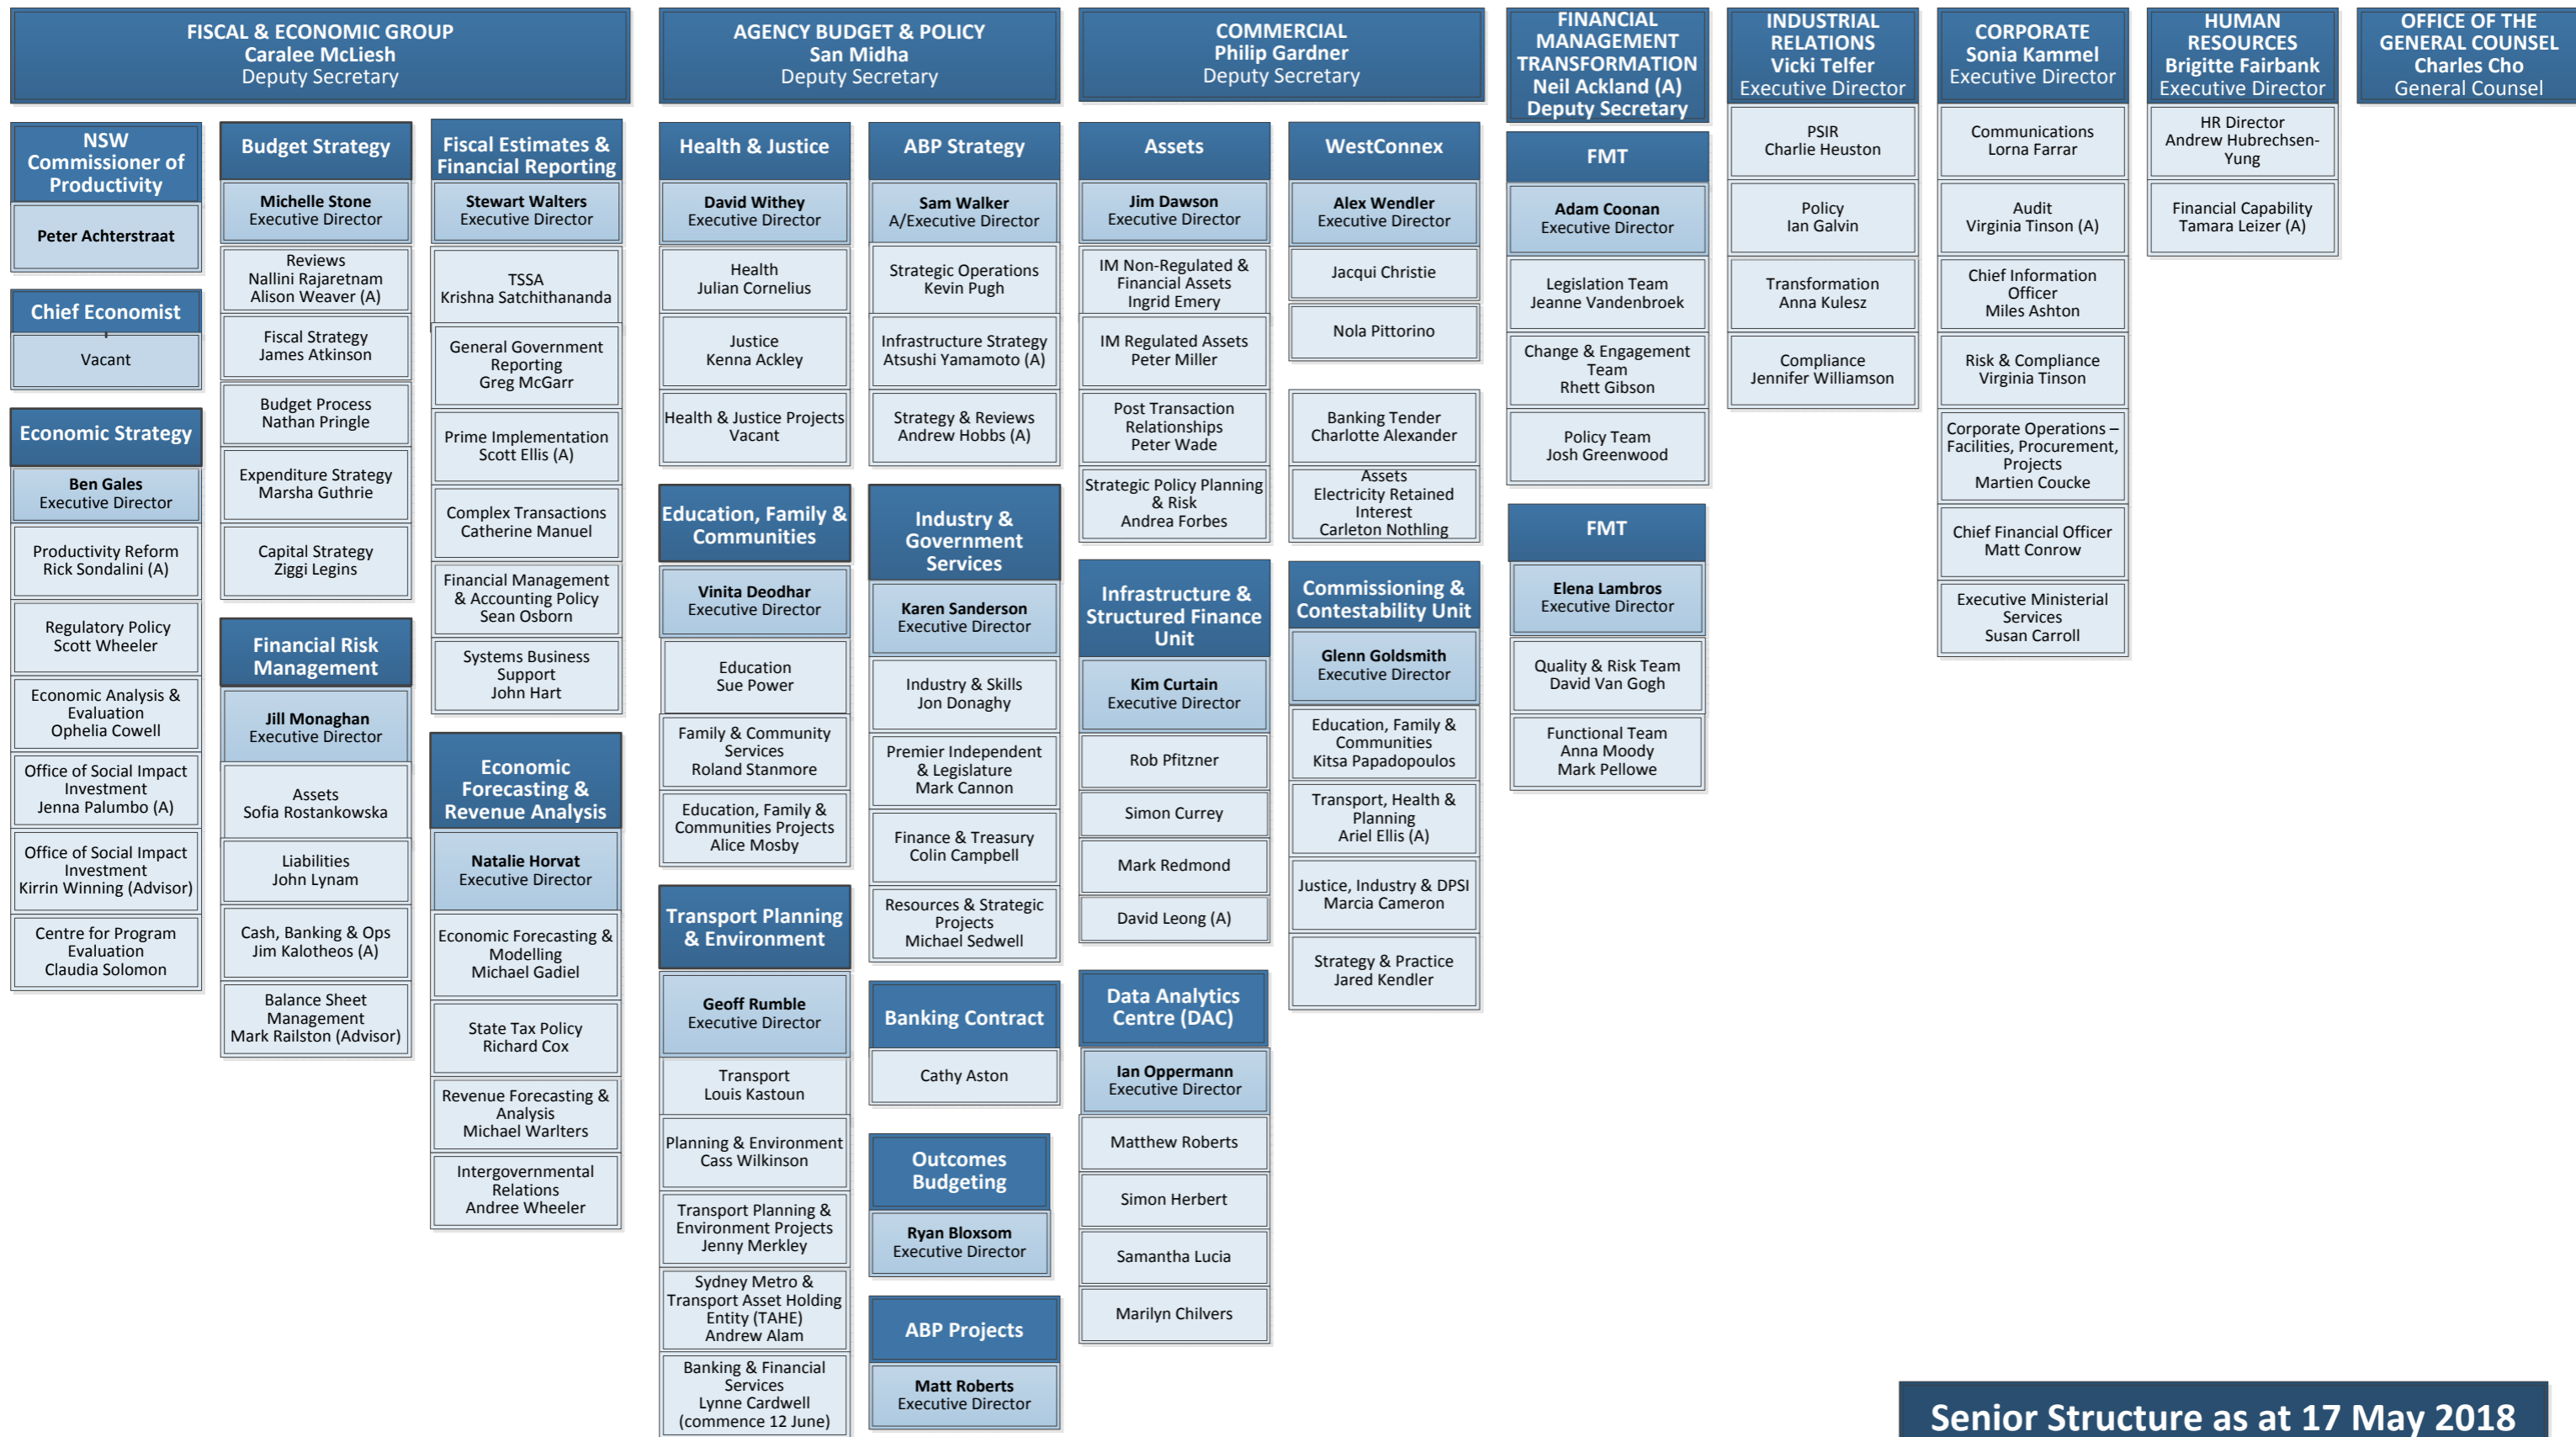 FISCAL & ECONOMIC GROUP
Caralee McLiesh
Deputy Secretary
NSW
Commissioner of
Productivity
Peter Achterstraat
Chief Economist
Vacant
Economic Strategy
Ben Gales
Executive Director
Productivity Reform
Rick Sondalini (A)
Regulatory Policy
Scott Wheeler
Economic Analysis &
Evaluation
Ophelia Cowell
Office of Social Impact
Investment
Jenna Palumbo (A)
Office of Social Impact
Investment
Kirrin Winning (Advisor)
Centre for Program
Evaluation
Claudia Solomon
Budget Strategy
Michelle Stone
Executive Director
Reviews
Nallini Rajaretnam
Alison Weaver (A)
Fiscal Strategy
James Atkinson
Budget Process
Nathan Pringle
Expenditure Strategy
Marsha Guthrie
Capital Strategy
Ziggi Legins
Financial Risk
Management
Jill Monaghan
Executive Director
Assets
Sofia Rostankowska
Liabilities
John Lynam
Cash, Banking & Ops
Jim Kalotheos (A)
Balance Sheet
Management
Mark Railston (Advisor)
Fiscal Estimates &
Financial Reporting
Stewart Walters
Executive Director
TSSA
Krishna Satchithananda
General Government
Reporting
Greg McGarr
Prime Implementation
Scott Ellis (A)
Complex Transactions
Catherine Manuel
Financial Management
& Accounting Policy
Sean Osborn
Systems Business
Support
John Hart
Economic
Forecasting &
Revenue Analysis
Natalie Horvat
Executive Director
Economic Forecasting &
Modelling
Michael Gadiel
State Tax Policy
Richard Cox
Revenue Forecasting &
Analysis
Michael Warlters
Intergovernmental
Relations
Andree Wheeler
AGENCY BUDGET & POLICY
San Midha
Deputy Secretary
Health & Justice
David Withey
Executive Director
Health
Julian Cornelius
Justice
Kenna Ackley
Health & Justice Projects
Vacant
Education, Family &
Communities
Vinita Deodhar
Executive Director
Education
Sue Power
Family & Community
Services
Roland Stanmore
Education, Family &
Communities Projects
Alice Mosby
Transport Planning
& Environment
Geoff Rumble
Executive Director
Transport
Louis Kastoun
Planning & Environment
Cass Wilkinson
Transport Planning &
Environment Projects
Jenny Merkley
Sydney Metro &
Transport Asset Holding
Entity (TAHE)
Andrew Alam
Banking & Financial
Services
Lynne Cardwell
(commence 12 June)
ABP Strategy
Sam Walker
A/Executive Director
Strategic Operations
Kevin Pugh
Infrastructure Strategy
Atsushi Yamamoto (A)
Strategy & Reviews
Andrew Hobbs (A)
Industry &
Government
Services
Karen Sanderson
Executive Director
Industry & Skills
Jon Donaghy
Premier Independent
& Legislature
Mark Cannon
Finance & Treasury
Colin Campbell
Resources & Strategic
Projects
Michael Sedwell
Banking Contract
Cathy Aston
Outcomes
Budgeting
Ryan Bloxsom
Executive Director
ABP Projects
Matt Roberts
Executive Director
COMMERCIAL
Philip Gardner
Deputy Secretary
Assets
Jim Dawson
Executive Director
IM Non-Regulated &
Financial Assets
Ingrid Emery
IM Regulated Assets
Peter Miller
Post Transaction
Relationships
Peter Wade
Strategic Policy Planning
& Risk
Andrea Forbes
Infrastructure &
Structured Finance
Unit
Kim Curtain
Executive Director
Rob Pfitzner
Simon Currey
Mark Redmond
David Leong (A)
Data Analytics
Centre (DAC)
Ian Oppermann
Executive Director
Matthew Roberts
Simon Herbert
Samantha Lucia
Marilyn Chilvers
WestConnex
Alex Wendler
Executive Director
Jacqui Christie
Nola Pittorino
Banking Tender
Charlotte Alexander
Assets
Electricity Retained
Interest
Carleton Nothling
Commissioning &
Contestability Unit
Glenn Goldsmith
Executive Director
Education, Family &
Communities
Kitsa Papadopoulos
Transport, Health &
Planning
Ariel Ellis (A)
Justice, Industry & DPSI
Marcia Cameron
Strategy & Practice
Jared Kendler
FINANCIAL
MANAGEMENT
TRANSFORMATION
Neil Ackland (A)
Deputy Secretary
FMT
Adam Coonan
Executive Director
Legislation Team
Jeanne Vandenbroek
Change & Engagement
Team
Rhett Gibson
Policy Team
Josh Greenwood
FMT
Elena Lambros
Executive Director
Quality & Risk Team
David Van Gogh
Functional Team
Anna Moody
Mark Pellowe
INDUSTRIAL
RELATIONS
Vicki Telfer
Executive Director
PSIR
Charlie Heuston
Policy
Ian Galvin
Transformation
Anna Kulesz
Compliance
Jennifer Williamson
CORPORATE
Sonia Kammel
Executive Director
Communications
Lorna Farrar
Audit
Virginia Tinson (A)
Chief Information
Officer
Miles Ashton
Risk & Compliance
Virginia Tinson
Corporate Operations –
Facilities, Procurement,
Projects
Martien Coucke
Chief Financial Officer
Matt Conrow
Executive Ministerial
Services
Susan Carroll
HUMAN
RESOURCES
Brigitte Fairbank
Executive Director
HR Director
Andrew Hubrechsen-
Yung
Financial Capability
Tamara Leizer (A)
OFFICE OF THE
GENERAL COUNSEL
Charles Cho
General Counsel
Senior Structure as at 17 May 2018